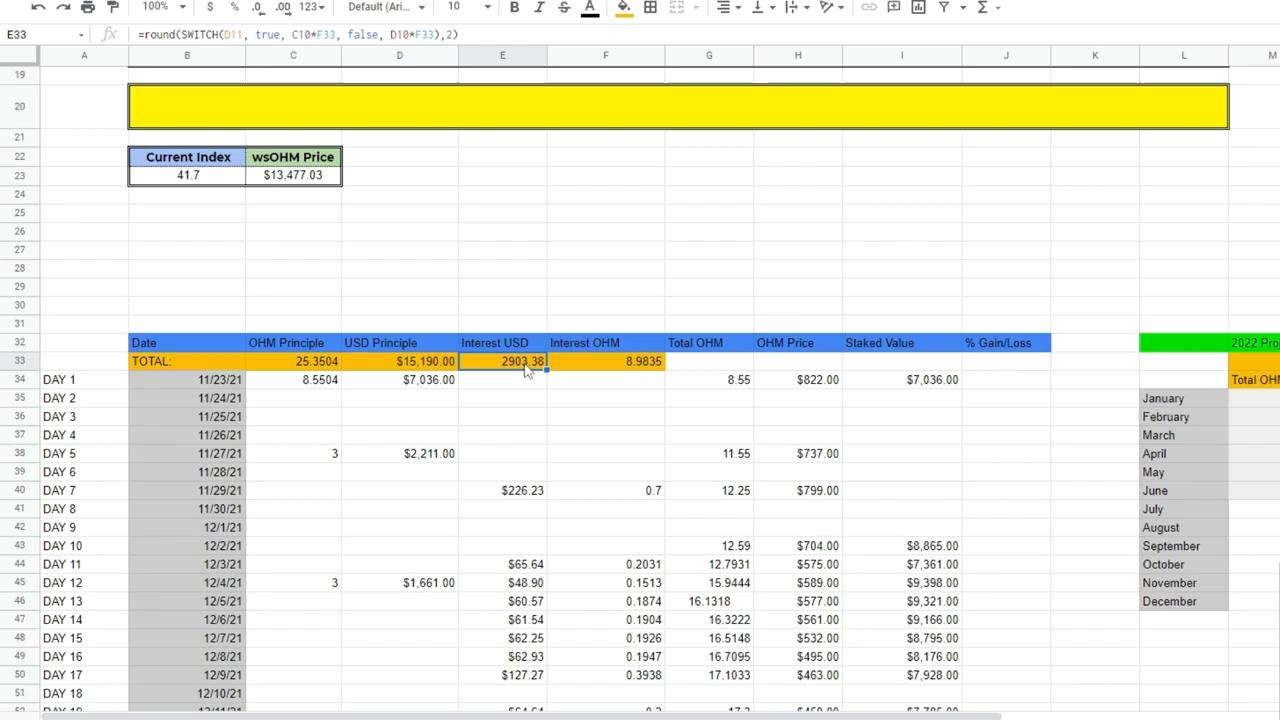 100% $ % .0 .00 123 Default (Ari... 10 B I S A
E33 fx =round(SWITCH(D11, true, C10*F33, false, D10*F33),2)
A B C D E F G H I J K L M
19
20
21
22 Current Index wsOHM Price
23 41.7 $13,477.03
24
25
26
27
28
29
30
31
32 Date OHM Principle USD Principle Interest USD Interest OHM Total OHM OHM Price Staked Value % Gain/Loss 2022 Pro
33 TOTAL: 25.3504 $15,190.00 2903.38 8.9835
34 DAY 1 11/23/21 8.5504 $7,036.00 8.55 $822.00 $7,036.00 Total OHM
35 DAY 2 11/24/21 January
36 DAY 3 11/25/21 February
37 DAY 4 11/26/21 March
38 DAY 5 11/27/21 3 $2,211.00 11.55 $737.00 April
39 DAY 6 11/28/21 May
40 DAY 7 11/29/21 $226.23 0.7 12.25 $799.00 June
41 DAY 8 11/30/21 July
42 DAY 9 12/1/21 August
43 DAY 10 12/2/21 12.59 $704.00 $8,865.00 September
44 DAY 11 12/3/21 $65.64 0.2031 12.7931 $575.00 $7,361.00 October
45 DAY 12 12/4/21 3 $1,661.00 $48.90 0.1513 15.9444 $589.00 $9,398.00 November
46 DAY 13 12/5/21 $60.57 0.1874 16.1318 $577.00 $9,321.00 December
47 DAY 14 12/6/21 $61.54 0.1904 16.3222 $561.00 $9,166.00
48 DAY 15 12/7/21 $62.25 0.1926 16.5148 $532.00 $8,795.00
49 DAY 16 12/8/21 $62.93 0.1947 16.7095 $495.00 $8,176.00
50 DAY 17 12/9/21 $127.27 0.3938 17.1033 $463.00 $7,928.00
51 DAY 18 12/10/21